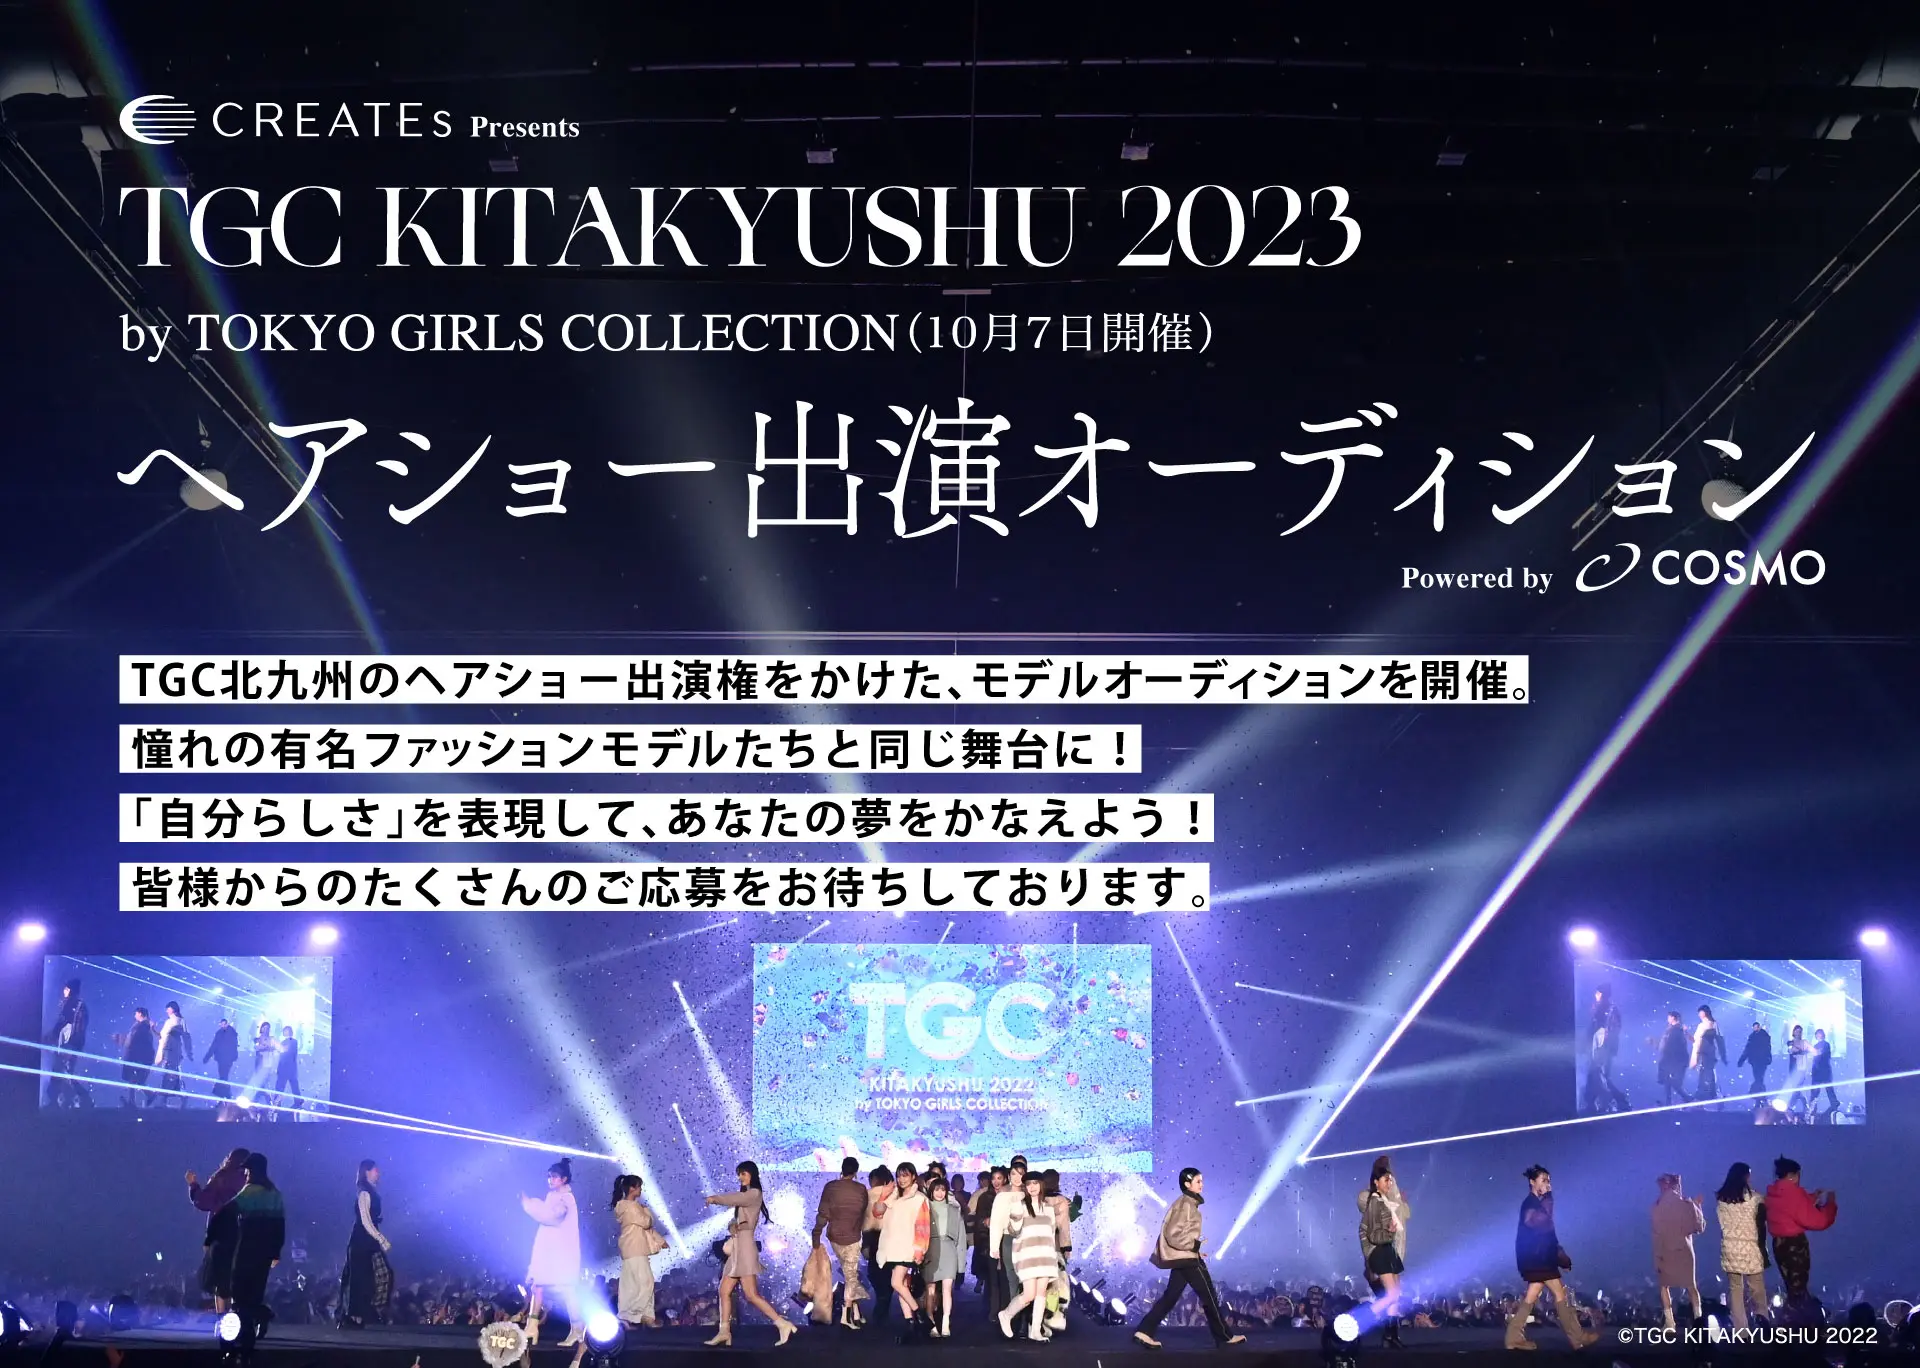 CREATEs Presents
TGC KITAKYUSHU 2023
by TOKYO GIRLS COLLECTION（10月7日開催）
ヘアショー出演オーディション
Powered by COSMO
TGC北九州のヘアショー出演権をかけた、モデルオーディションを開催。
憧れの有名ファッションモデルたちと同じ舞台に！
「自分らしさ」を表現して、あなたの夢をかなえよう！
皆様からのたくさんのご応募をお待ちしております。
TGC
KITAKYUSHU 2022
by TOKYO GIRLS COLLECTION
TGC
©TGC KITAKYUSHU 2022